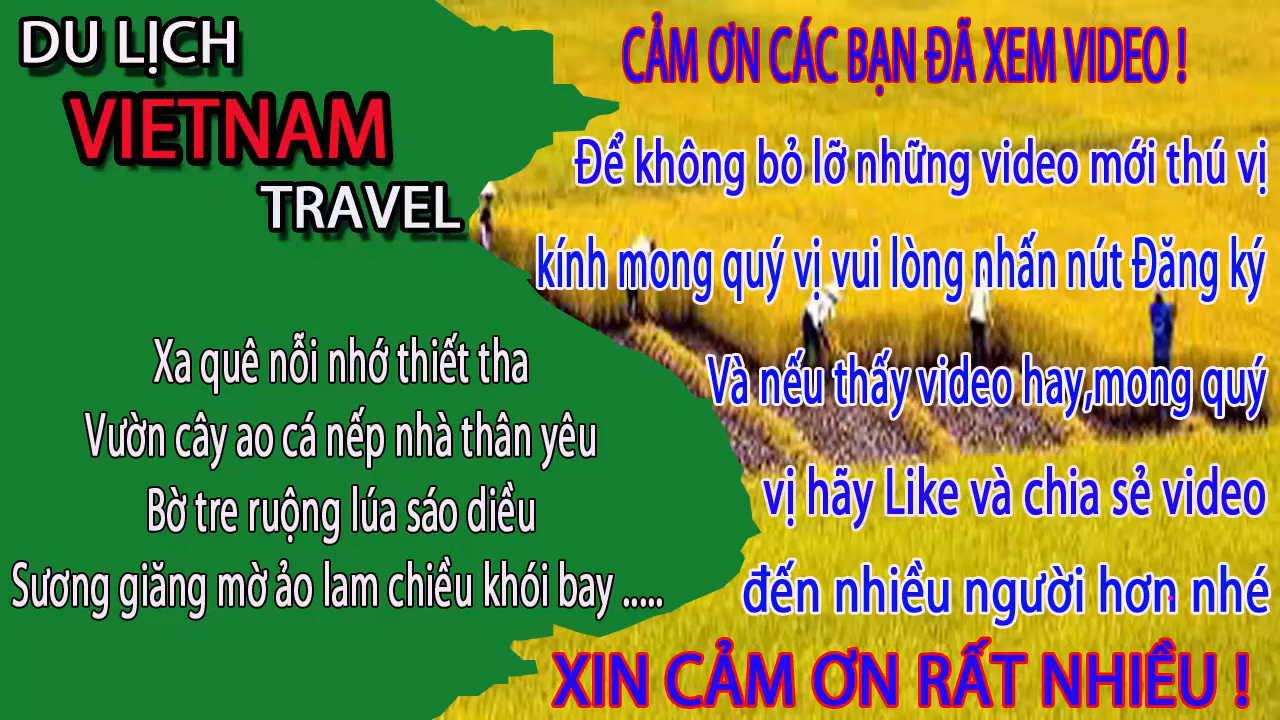 DU LỊCH
VIETNAM
TRAVEL
Xa quê nỗi nhớ thiết tha
Vườn cây ao cá nếp nhà thân yêu
Bờ tre ruộng lúa sáo diều
Sương giăng mờ ảo lam chiều khói bay .....
CẢM ƠN CÁC BẠN ĐÃ XEM VIDEO !
Để không bỏ lỡ những video mới thú vị
kính mong quý vị vui lòng nhấn nút Đăng ký
Và nếu thấy video hay,mong quý
vị hãy Like và chia sẻ video
đến nhiều người hơn nhé
XIN CẢM ƠN RẤT NHIỀU !